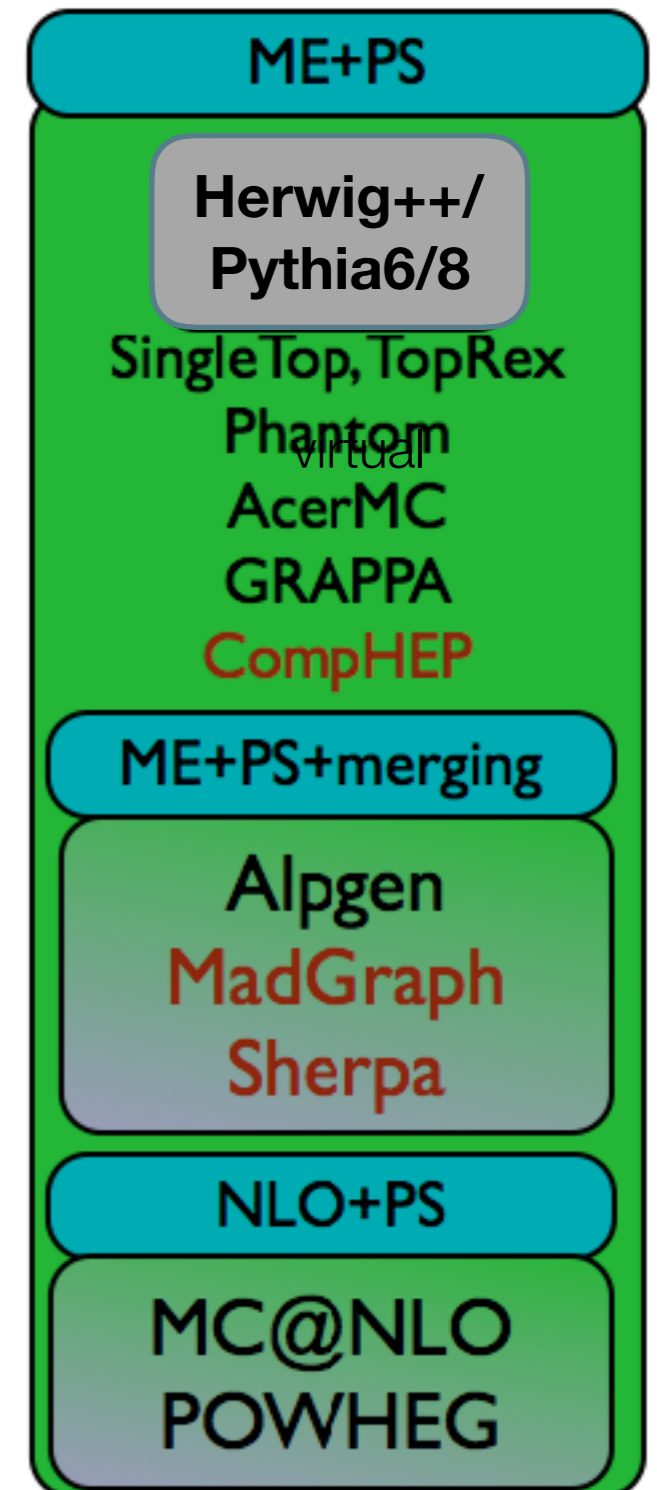 ME+PS
Herwig++/
Pythia6/8
SingleTop, TopRex
Phantom
virtual
AcerMC
GRAPPA
CompHEP
ME+PS+merging
Alpgen
MadGraph
Sherpa
NLO+PS
MC@NLO
POWHEG